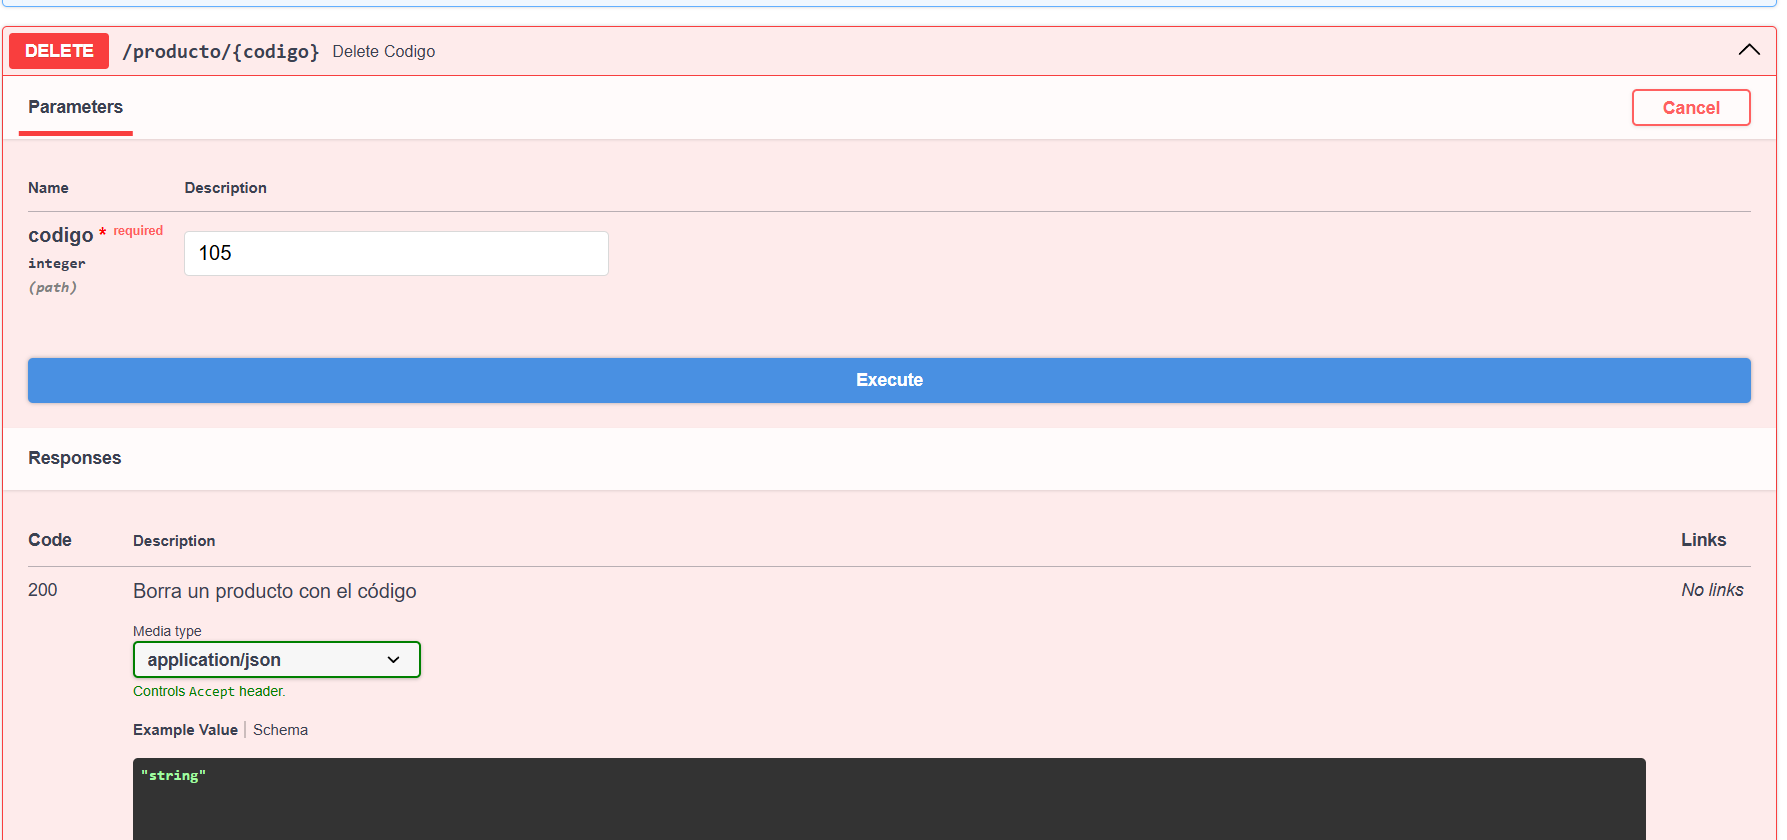 DELETE /producto/{codigo} Delete Codigo
Parameters Cancel
Name Description
codigo * required
integer
(path)
105
Execute
Responses
Code Description Links
200 Borra un producto con el código No links
Media type
application/json
Controls Accept header.
Example Value Schema
"string"